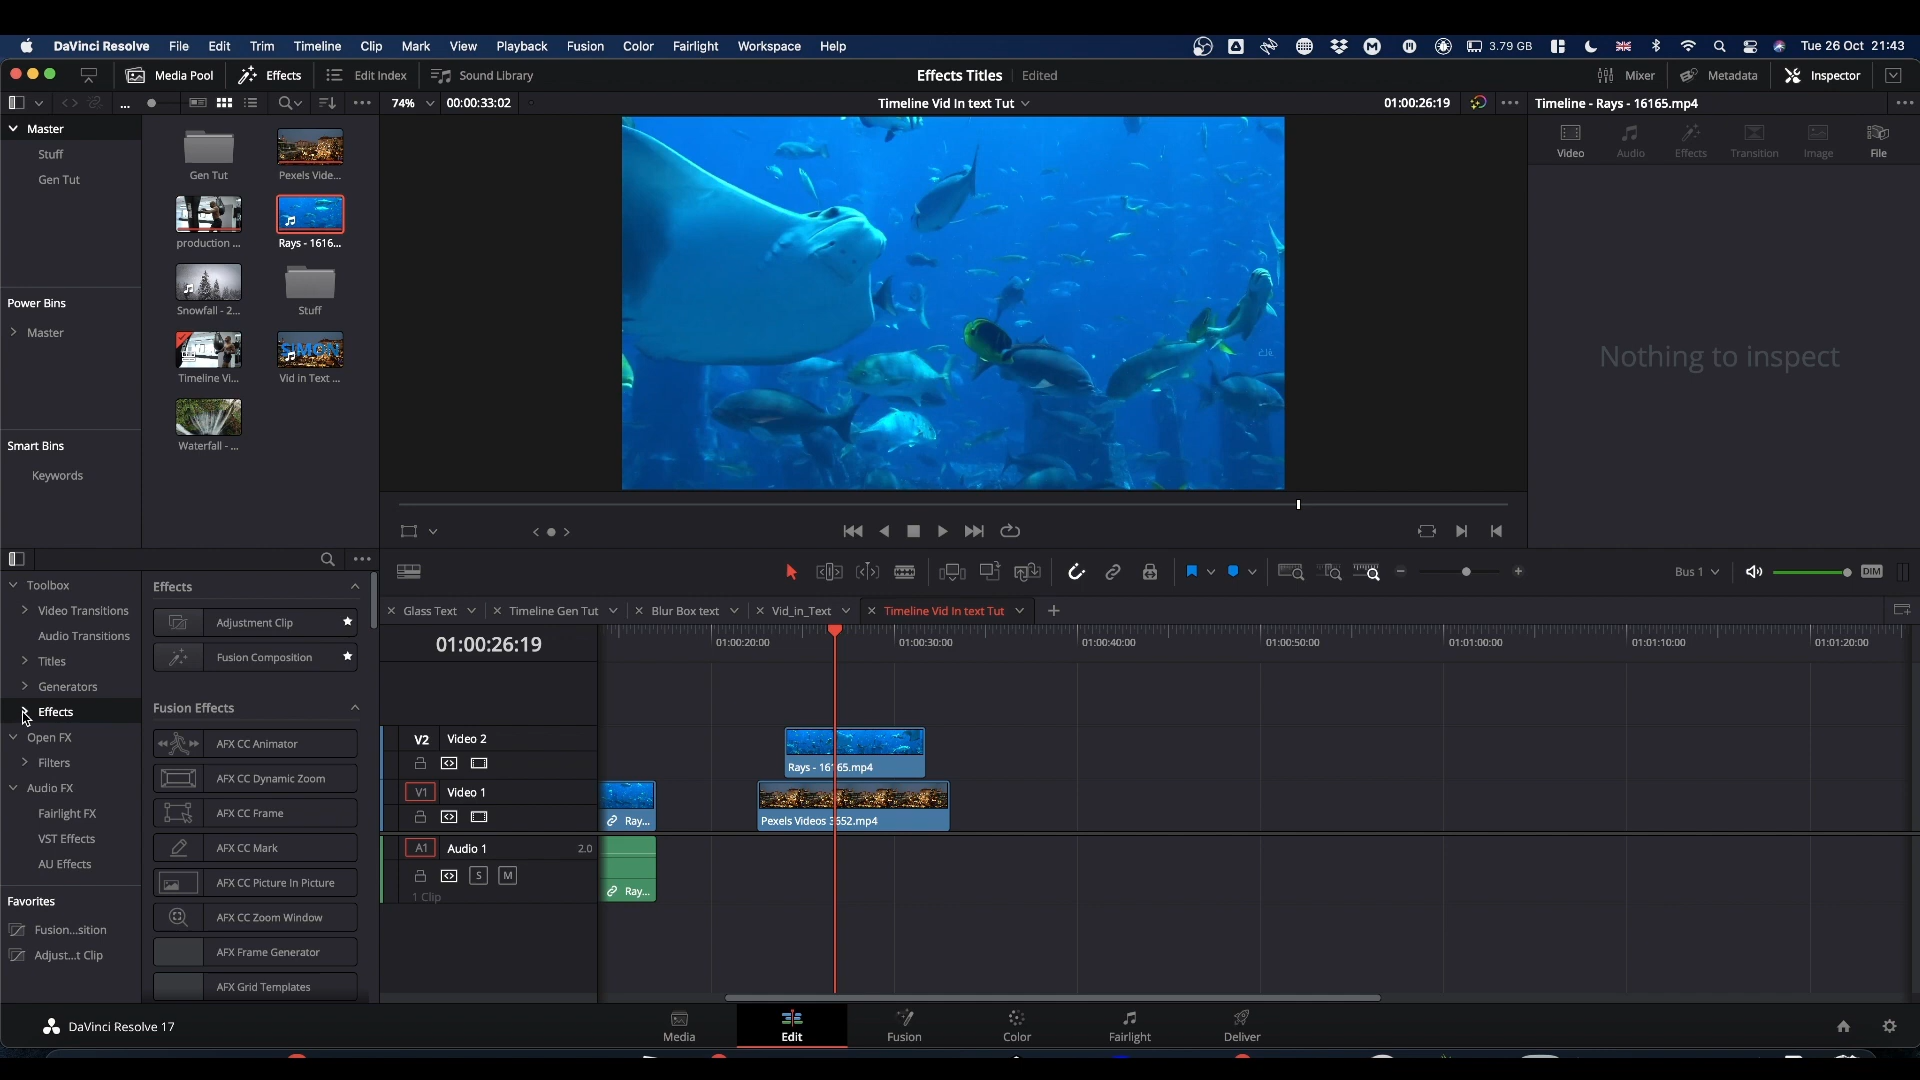 DaVinci Resolve File Edit Trim Timeline Clip Mark View Playback Fusion Color Fairlight Workspace Help 3.79 GB Tue 26 Oct 21:43
Media Pool Effects Edit Index Sound Library Effects Titles Edited Mixer Metadata Inspector
... 74% 00:00:33:02 Timeline Vid In text Tut 01:00:26:19 Timeline - Rays - 16165.mp4
Master
Stuff
Gen Tut
Power Bins
Master
Smart Bins
Keywords
Gen Tut Pexels Vide...
production ... Rays - 1616...
Snowfall - 2... Stuff
SIMON
Timeline Vi... Vid in Text ...
Waterfall - ...
Video Audio Effects Transition Image File
Nothing to inspect
Bus 1 DIM
Toolbox
Video Transitions
Audio Transitions
Titles
Generators
Effects
Open FX
Filters
Audio FX
Fairlight FX
VST Effects
AU Effects
Favorites
Fusion...sition
Adjust...t Clip
Effects
Adjustment Clip
Fusion Composition
Fusion Effects
AFX CC Animator
AFX CC Dynamic Zoom
AFX CC Frame
AFX CC Mark
AFX CC Picture In Picture
AFX CC Zoom Window
AFX Frame Generator
AFX Grid Templates
Glass Text Timeline Gen Tut Blur Box text Vid_in_Text Timeline Vid In text Tut
01:00:26:19 01:00:20:00 01:00:30:00 01:00:40:00 01:00:50:00 01:01:00:00 01:01:10:00 01:01:20:00
V2 Video 2
Rays - 16165.mp4
V1 Video 1
Ray... Pexels Videos 3652.mp4
A1 Audio 1 2.0
S M
Ray...
1 Clip
DaVinci Resolve 17 Media Edit Fusion Color Fairlight Deliver